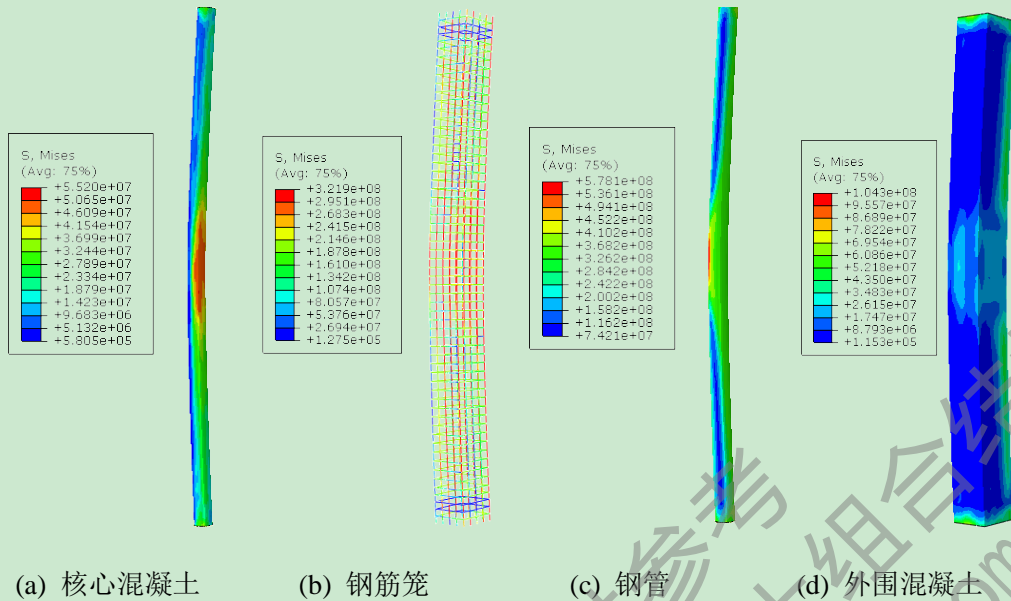 S, Mises
(Avg: 75%)
+5.520e+07
+5.065e+07
+4.609e+07
+4.154e+07
+3.699e+07
+3.244e+07
+2.789e+07
+2.334e+07
+1.879e+07
+1.423e+07
+9.683e+06
+5.132e+06
+5.805e+05
S, Mises
(Avg: 75%)
+3.219e+08
+2.951e+08
+2.683e+08
+2.415e+08
+2.146e+08
+1.878e+08
+1.610e+08
+1.342e+08
+1.074e+08
+8.057e+07
+5.376e+07
+2.694e+07
+1.275e+05
S, Mises
(Avg: 75%)
+5.781e+08
+5.361e+08
+4.941e+08
+4.522e+08
+4.102e+08
+3.682e+08
+3.262e+08
+2.842e+08
+2.422e+08
+2.002e+08
+1.582e+08
+1.162e+08
+7.421e+07
S, Mises
(Avg: 75%)
+1.043e+08
+9.557e+07
+8.689e+07
+7.822e+07
+6.954e+07
+6.086e+07
+5.218e+07
+4.350e+07
+3.483e+07
+2.615e+07
+1.747e+07
+8.793e+06
+1.153e+05
(a) 核心混凝土
(b) 钢筋笼
(c) 钢管
(d) 外围混凝土
参考
土组合结
com